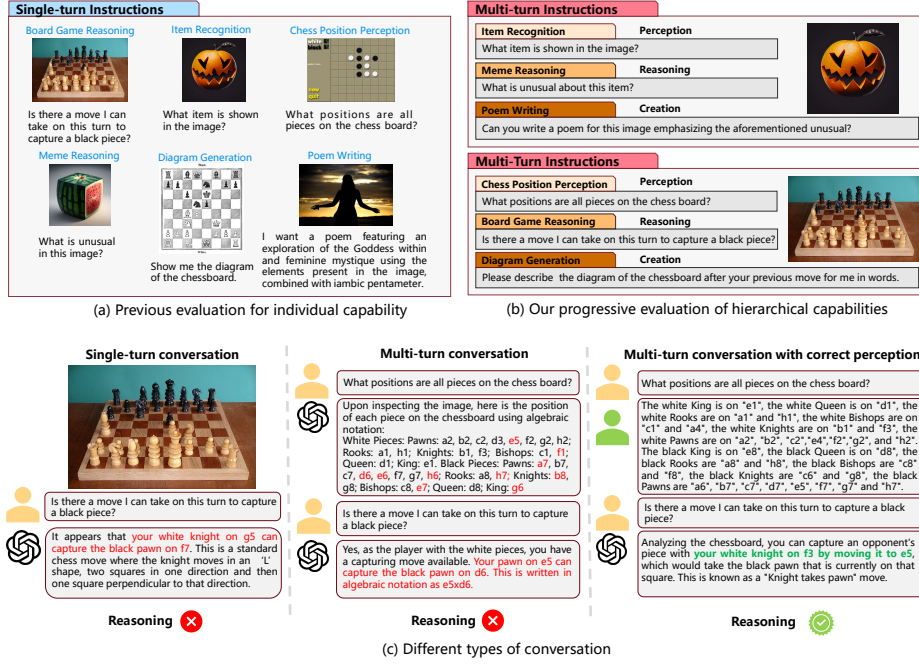 Single-turn Instructions
Board Game Reasoning
Is there a move I can
take on this turn to
capture a black piece?
Item Recognition
What item is shown
in the image?
Chess Position Perception
white
black
new
quit
What positions are all
pieces on the chess board?
Meme Reasoning
What is unusual
in this image?
Diagram Generation
Show me the diagram
of the chessboard.
Poem Writing
I want a poem featuring an
exploration of the Goddess within
and feminine mystique using the
elements present in the image,
combined with iambic pentameter.
(a) Previous evaluation for individual capability
Multi-turn Instructions
Item Recognition
Perception
What item is shown in the image?
Meme Reasoning
Reasoning
What is unusual about this item?
Poem Writing
Creation
Can you write a poem for this image emphasizing the aforementioned unusual?
Multi-Turn Instructions
Chess Position Perception
Perception
What positions are all pieces on the chess board?
Board Game Reasoning
Reasoning
Is there a move I can take on this turn to capture a black piece?
Diagram Generation
Creation
Please describe the diagram of the chessboard after your previous move for me in words.
(b) Our progressive evaluation of hierarchical capabilities
Single-turn conversation
Is there a move I can take on this turn to capture
a black piece?
It appears that your white knight on g5 can
capture the black pawn on f7. This is a standard
chess move where the knight moves in an 'L'
shape, two squares in one direction and then
one square perpendicular to that direction.
Reasoning
Multi-turn conversation
What positions are all pieces on the chess board?
Upon inspecting the image, here is the position
of each piece on the chessboard using algebraic
notation:
White Pieces: Pawns: a2, b2, c2, d3, e5, f2, g2, h2;
Rooks: a1, h1; Knights: b1, f3; Bishops: c1, f1;
Queen: d1; King: e1. Black Pieces: Pawns: a7, b7,
c7, d6, e6, f7, g7, h6; Rooks: a8, h7; Knights: b8,
g8; Bishops: c8, e7; Queen: d8; King: g6
Is there a move I can take on this turn to capture
a black piece?
Yes, as the player with the white pieces, you have
a capturing move available. Your pawn on e5 can
capture the black pawn on d6. This is written in
algebraic notation as e5xd6.
Reasoning
Multi-turn conversation with correct perception
What positions are all pieces on the chess board?
The white King is on "e1", the white Queen is on "d1", the
white Rooks are on "a1" and "h1", the white Bishops are on
"c1" and "a4", the white Knights are on "b1" and "f3", the
white Pawns are on "a2", "b2", "c2","e4","f2","g2", and "h2".
The black King is on "e8", the black Queen is on "d8", the
black Rooks are "a8" and "h8", the black Bishops are "c8"
and "f8", the black Knights are "c6" and "g8", the black
Pawns are "a6", "b7", "c7", "d7", "e5", "f7", "g7" and "h7".
Is there a move I can take on this turn to capture a black
piece?
Analyzing the chessboard, you can capture an opponent's
piece with your white knight on f3 by moving it to e5,
which would take the black pawn that is currently on that
square. This is known as a "Knight takes pawn" move.
Reasoning
(c) Different types of conversation